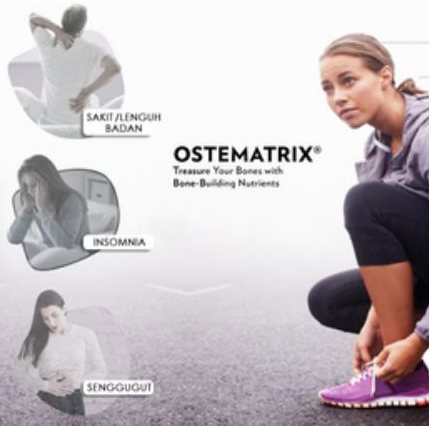 SAKIT/LENGUH
BADAN
OSTEMATRIX®
Treasure Your Bones with
Bone-Building Nutrients
INSOMNIA
SENGGUGUT